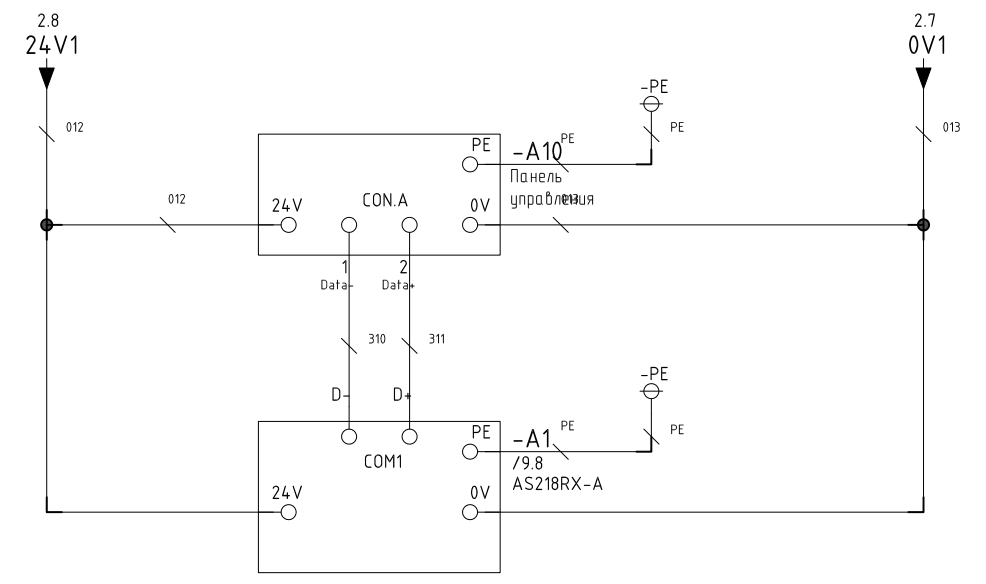 2.8
24V1
2.7
0V1
-PE
012
PE
013
PE
-A10
PE
Панель
управления
012
013
24V
CON.A
0V
1
2
Data-
Data+
310
311
-PE
D-
D+
PE
-A1
PE
PE
COM1
/9.8
AS218RX-A
24V
0V